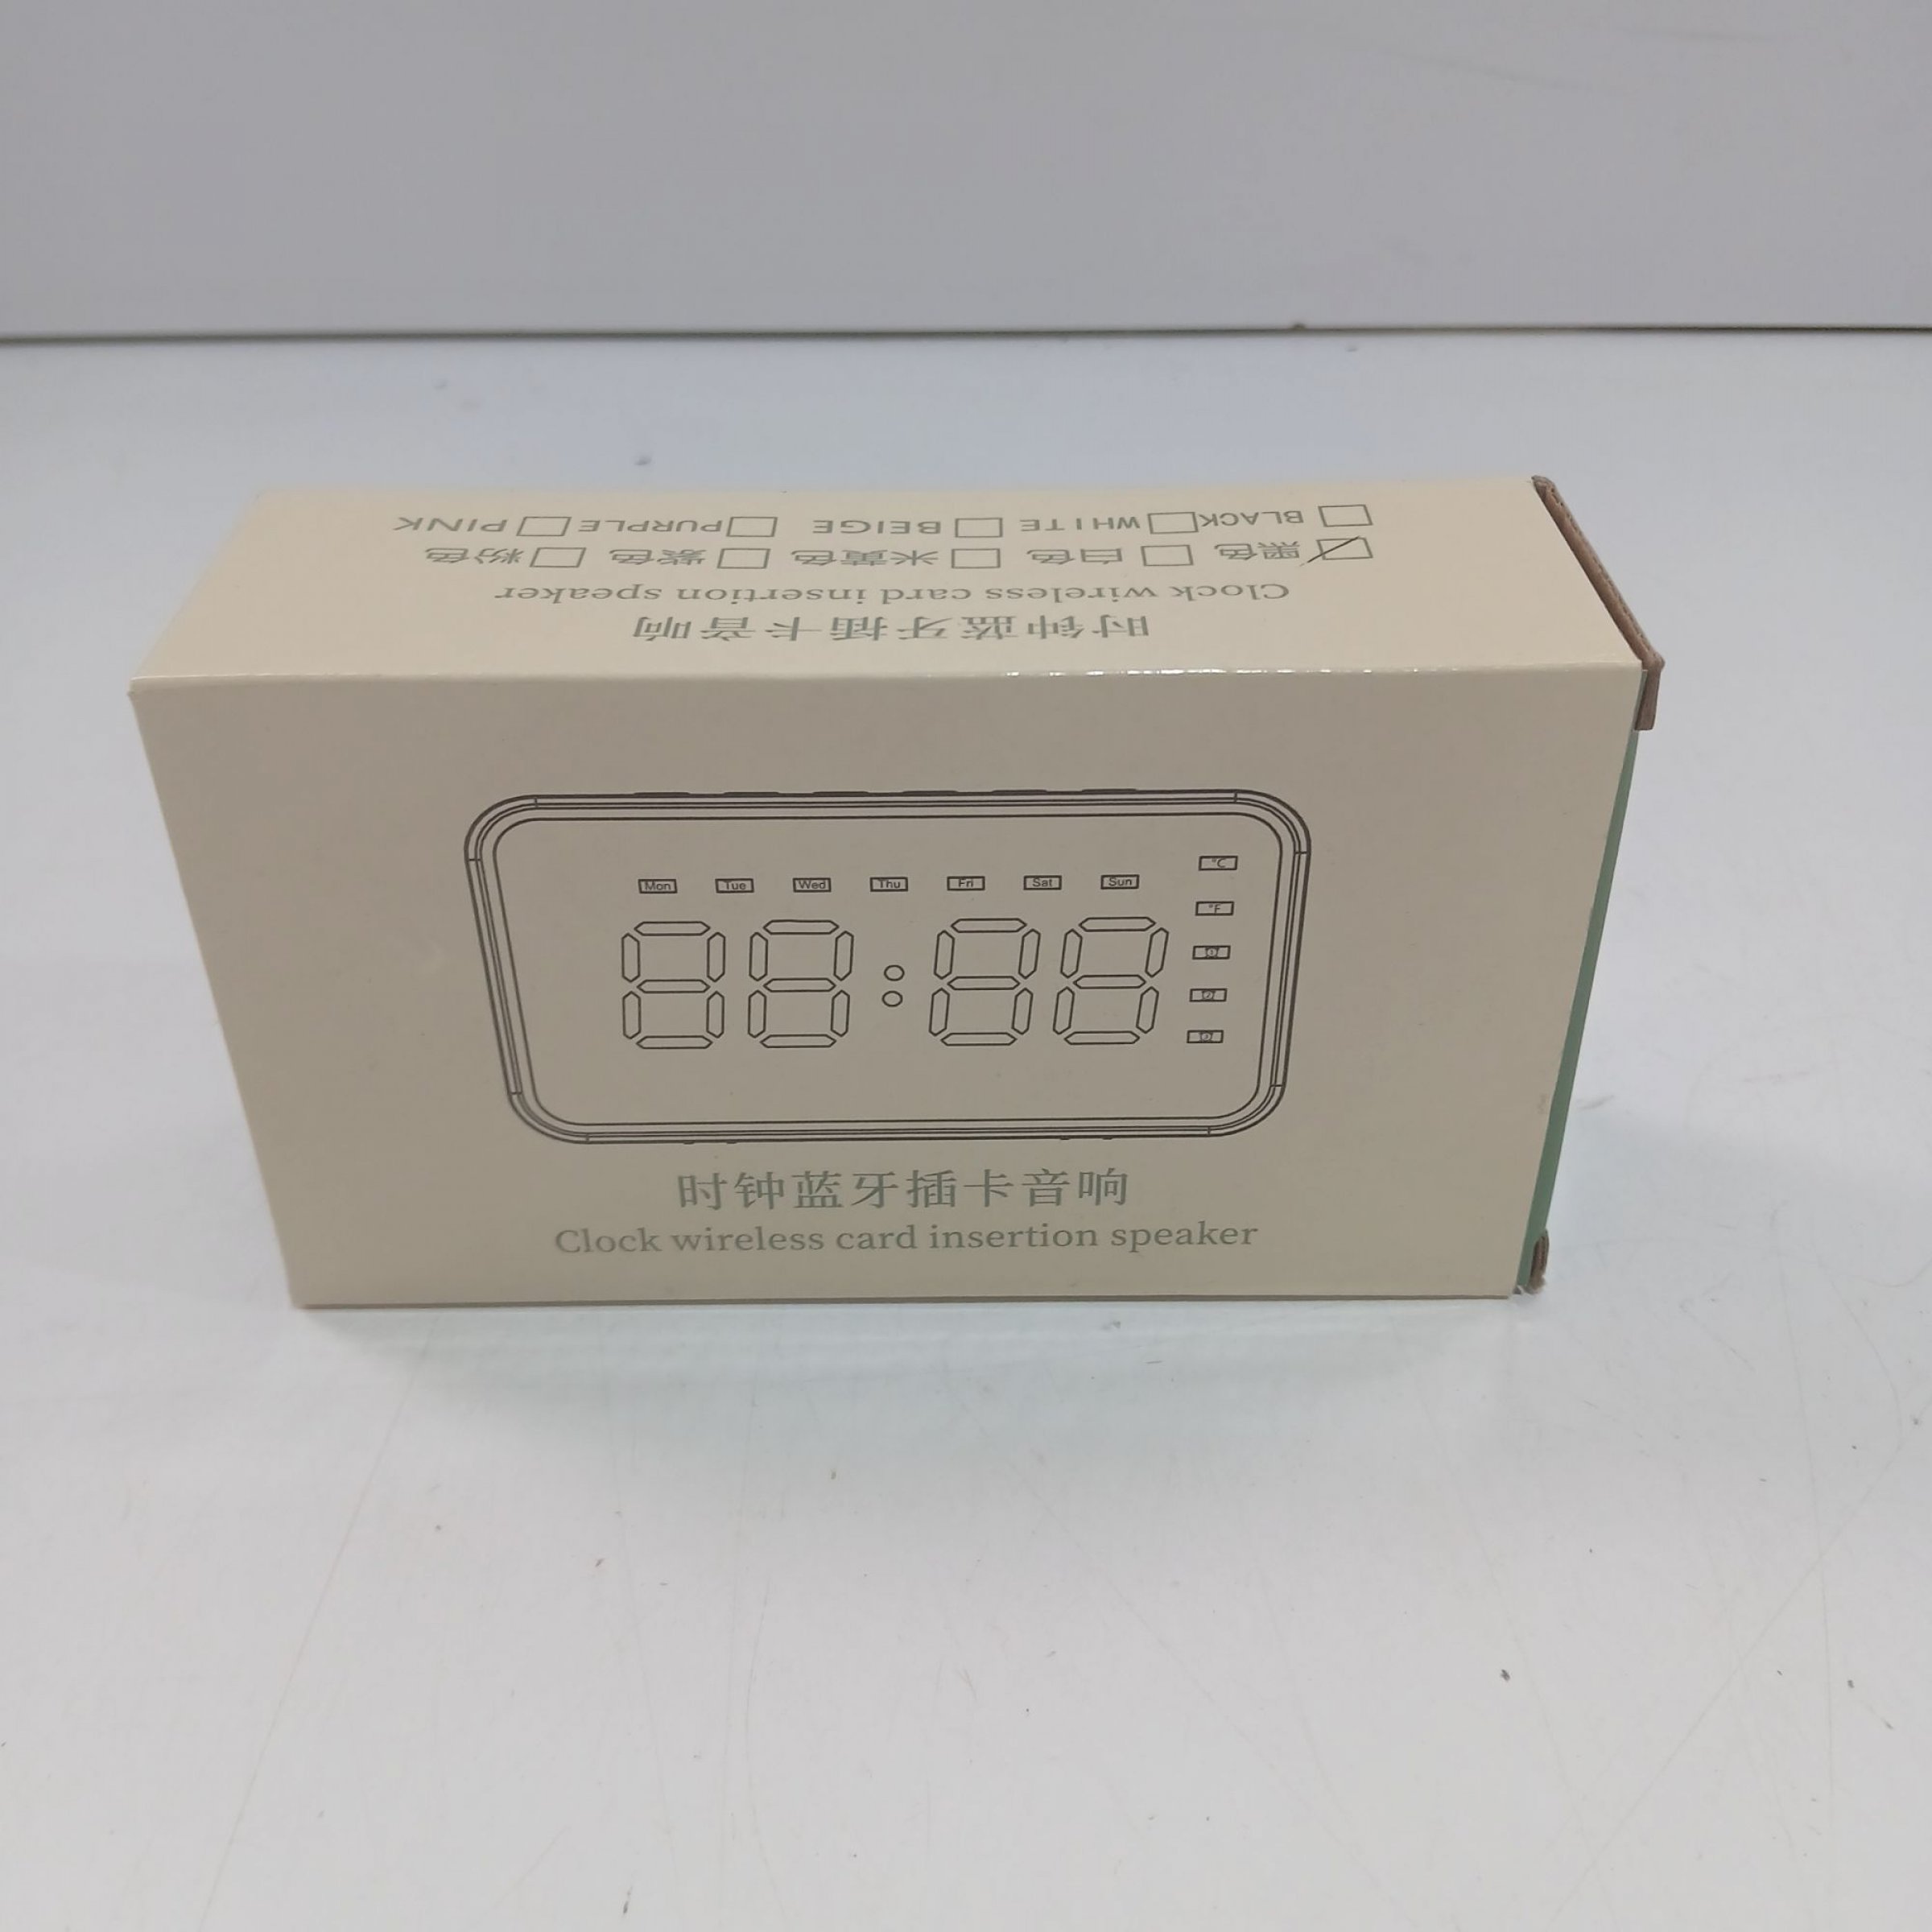 时钟蓝牙插卡音响
Clock wireless card insertion speaker
黑色 白色 米黄色 紫色 粉色
BLACK WHITE BEIGE PURPLE PINK
Mon Tue Wed Thu Fri Sat Sun
°C
°F
88:88
时钟蓝牙插卡音响
Clock wireless card insertion speaker